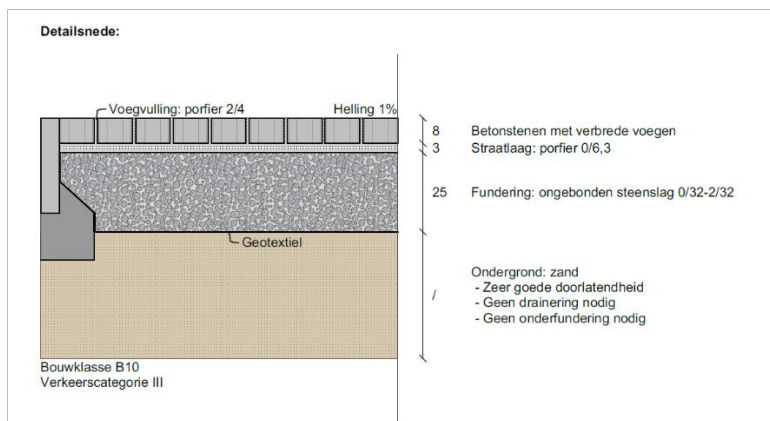 Detailsnede:
Voegvulling: porfier 2/4
Helling 1%
8 Betonstenen met verbrede voegen
3 Straatlaag: porfier 0/6,3
25 Fundering: ongebonden steenslag 0/32-2/32
Geotextiel
Ondergrond: zand
/ - Zeer goede doorlatendheid
- Geen drainering nodig
- Geen onderfundering nodig
Bouwklasse B10
Verkeerscategorie III